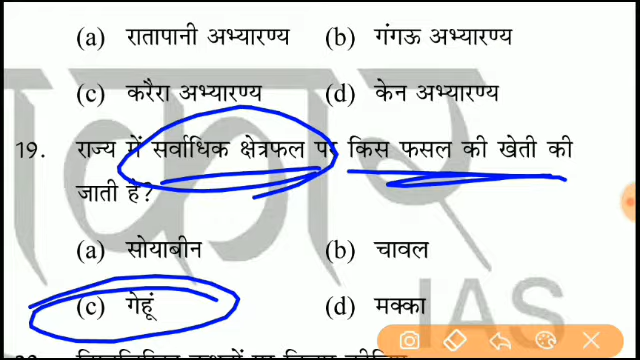 (a) रातापानी अभ्यारण्य (b) गंगऊ अभ्यारण्य
(c) करैरा अभ्यारण्य (d) केन अभ्यारण्य
19. राज्य में सर्वाधिक क्षेत्रफल पर किस फसल की खेती की
जाती है?
(a) सोयाबीन (b) चावल
(c) गेहूं (d) मक्का
IAS